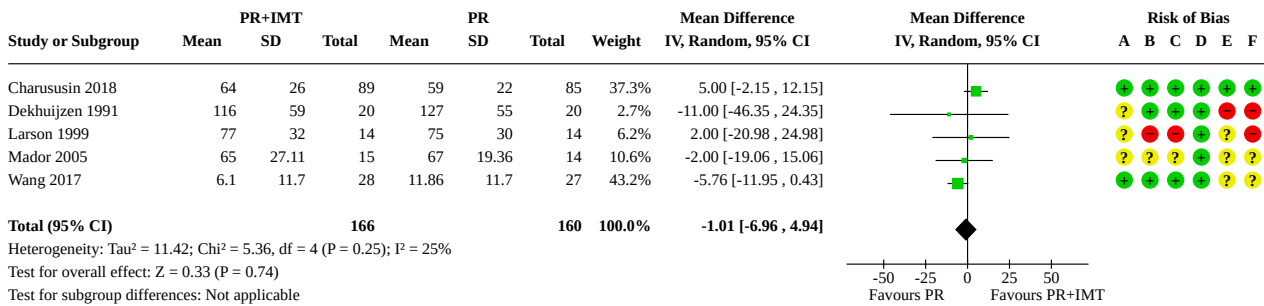 PR+IMT PR Mean Difference Mean Difference Risk of Bias
Study or Subgroup Mean SD Total Mean SD Total Weight IV, Random, 95% CI IV, Random, 95% CI A B C D E F
Charususin 2018 64 26 89 59 22 85 37.3% 5.00 [-2.15 , 12.15] + + + + + +
Dekhuijzen 1991 116 59 20 127 55 20 2.7% -11.00 [-46.35 , 24.35] ? + + + − −
Larson 1999 77 32 14 75 30 14 6.2% 2.00 [-20.98 , 24.98] ? − − + ? −
Mador 2005 65 27.11 15 67 19.36 14 10.6% -2.00 [-19.06 , 15.06] ? ? ? + ? ?
Wang 2017 6.1 11.7 28 11.86 11.7 27 43.2% -5.76 [-11.95 , 0.43] + + + + ? ?
Total (95% CI) 166 160 100.0% -1.01 [-6.96 , 4.94]
Heterogeneity: Tau² = 11.42; Chi² = 5.36, df = 4 (P = 0.25); I² = 25%
Test for overall effect: Z = 0.33 (P = 0.74)
Test for subgroup differences: Not applicable
-50 -25 0 25 50
Favours PR Favours PR+IMT